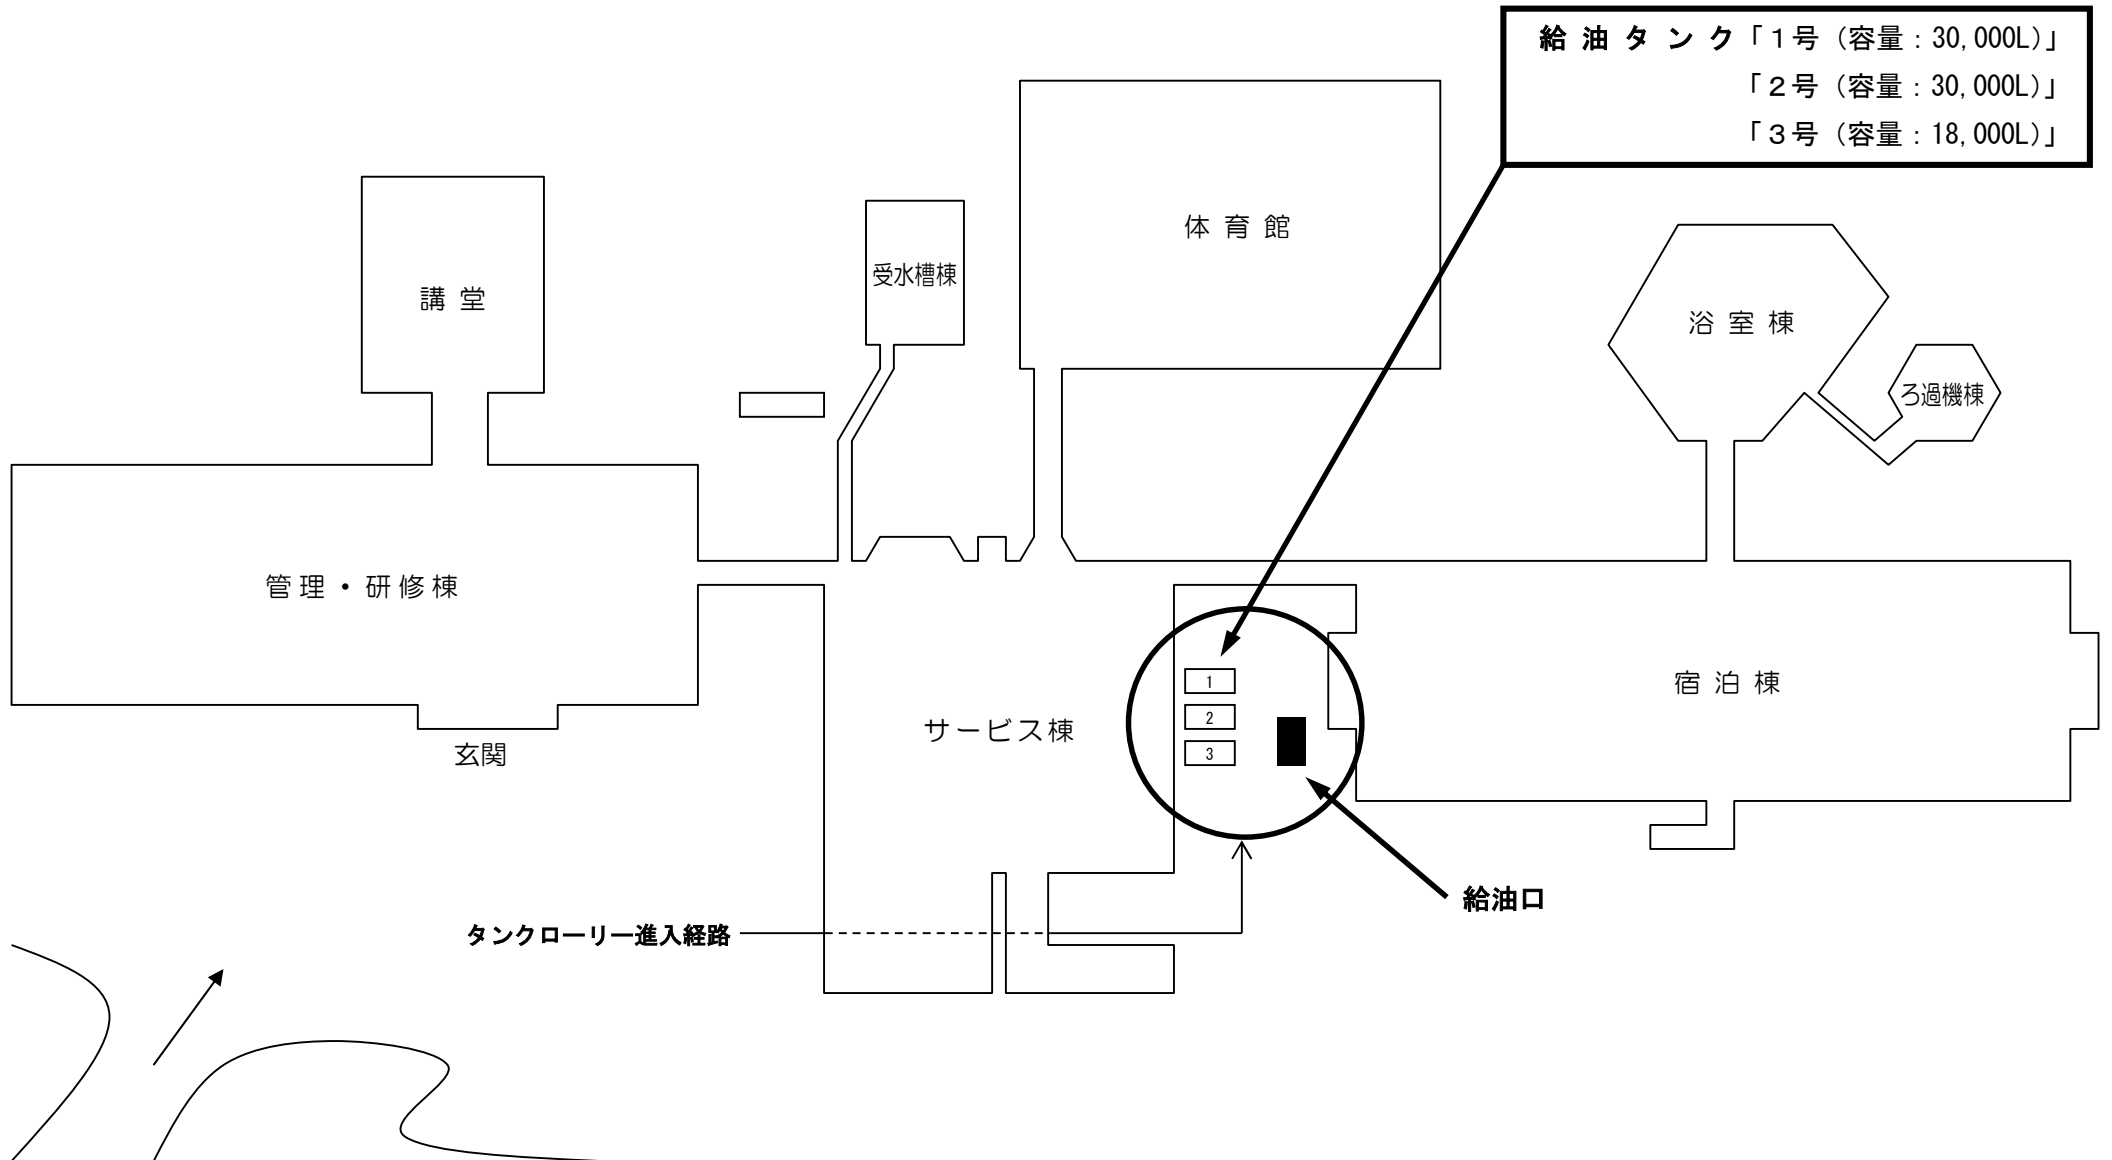 給油タンク「1号（容量：30,000L)」
「2号（容量：30,000L)」
「3号（容量：18,000L)」
体育館
講堂
受水槽棟
浴室棟
ろ過機棟
管理・研修棟
宿泊棟
1
2
3
サービス棟
玄関
給油口
タンクローリー進入経路